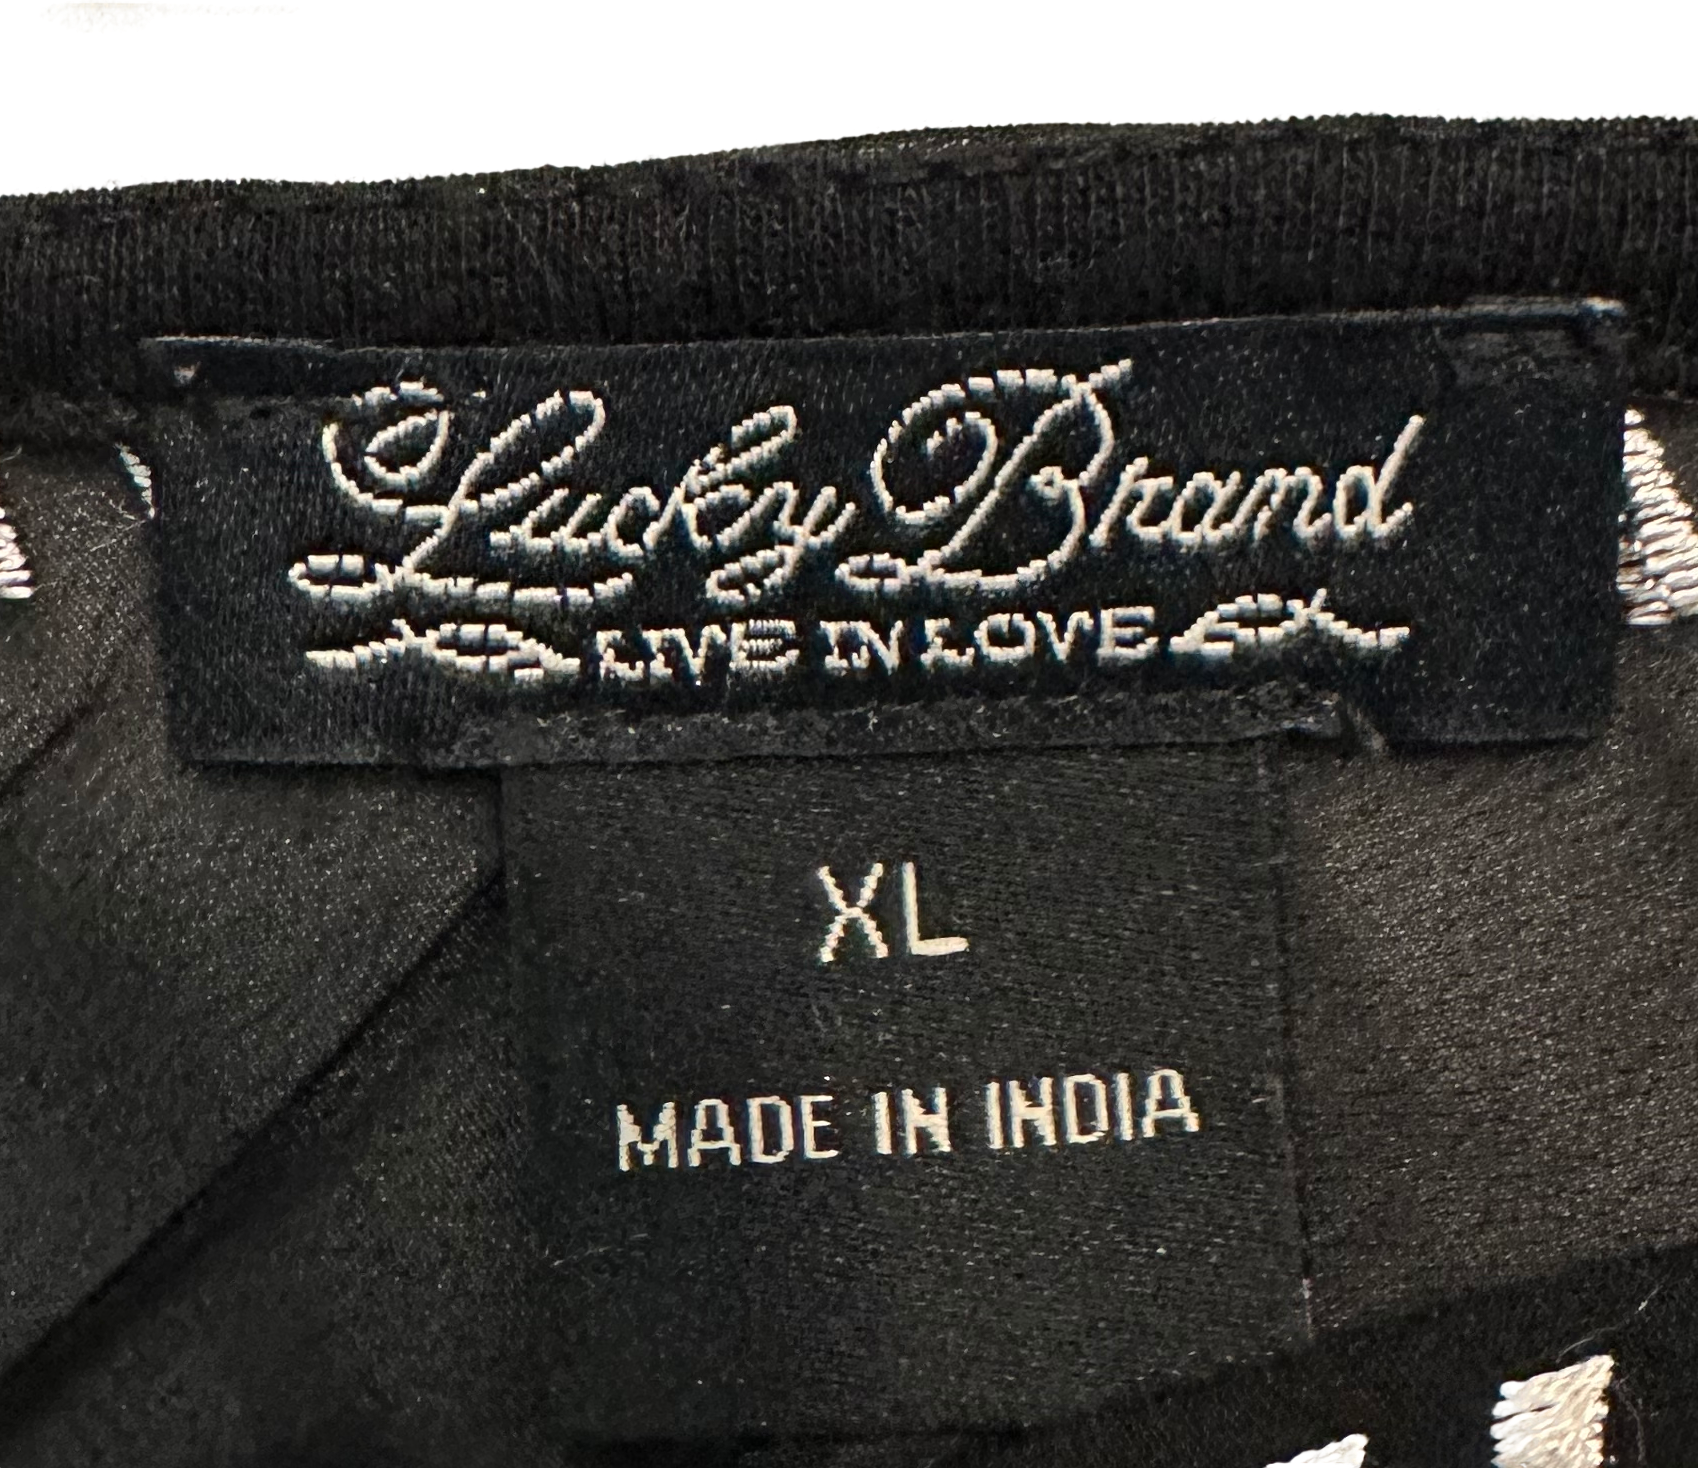 Lucky Brand
LIVE IN LOVE
XL
MADE IN INDIA